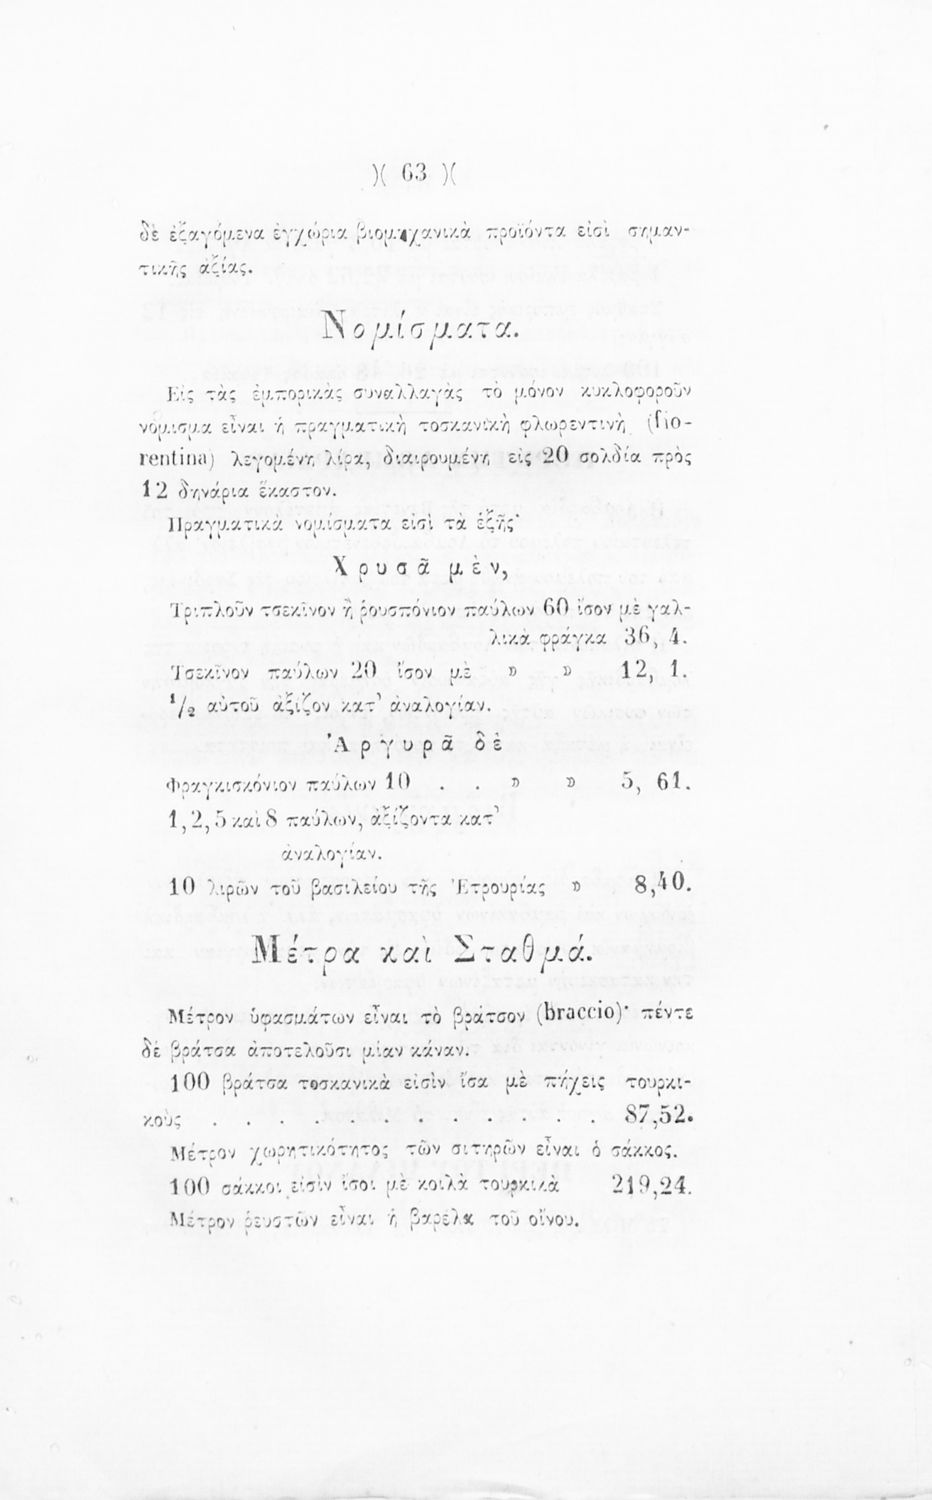 )( 63 )(
δὲ ἐξαγόμενα ἐγχώρια βιομηχανικὰ προϊόντα εἰσὶ σημαν-
τικῆς ἀξίας.
Νομίσματα.
Εἰς τὰς ἐμπορικὰς συναλλαγὰς τὸ μόνον κυκλοφοροῦν
νόμισμα εἶναι ἡ πραγματικὴ τοσκανικὴ φλωρεντινὴ (fio-
rentina) λεγομένη λίρα, διαιρουμένη εἰς 20 σολδία πρὸς
12 δηνάρια ἕκαστον.
Πραγματικὰ νομίσματα εἰσὶ τὰ ἑξῆς·
Χρυσᾶ μὲν,
Τριπλοῦν τσεκῖνον ἢ ῥουσπόνιον παύλων 60 ἴσον μὲ γαλ-
λικὰ φράγκα 36, 4.
Τσεκῖνον παύλων 20 ἴσον μὲ » » 12, 1.
1/2 αὐτοῦ ἀξίζον κατ’ ἀναλογίαν.
Ἀργυρᾶ δὲ
Φραγκισκόνιον παύλων 10 . . » » 5, 61.
1, 2, 5 καὶ 8 παύλων, ἀξίζοντα κατ’
ἀναλογίαν.
10 λιρῶν τοῦ βασιλείου τῆς Ἐτρουρίας » 8,40.
Μέτρα καὶ Σταθμά.
Μέτρον ὑφασμάτων εἶναι τὸ βράτσον (braccio)· πέντε
δὲ βράτσα ἀποτελοῦσι μίαν κάναν.
100 βράτσα τοσκανικὰ εἰσὶν ἴσα μὲ πήχεις τουρκι-
κοὺς . . . . . . . . . . . . 87,52.
Μέτρον χωρητικότητος τῶν σιτηρῶν εἶναι ὁ σάκκος.
100 σάκκοι εἰσὶν ἴσοι μὲ κοιλὰ τουρκικὰ 219,24.
Μέτρον ῥευστῶν εἶναι ἡ βαρέλα τοῦ οἴνου.